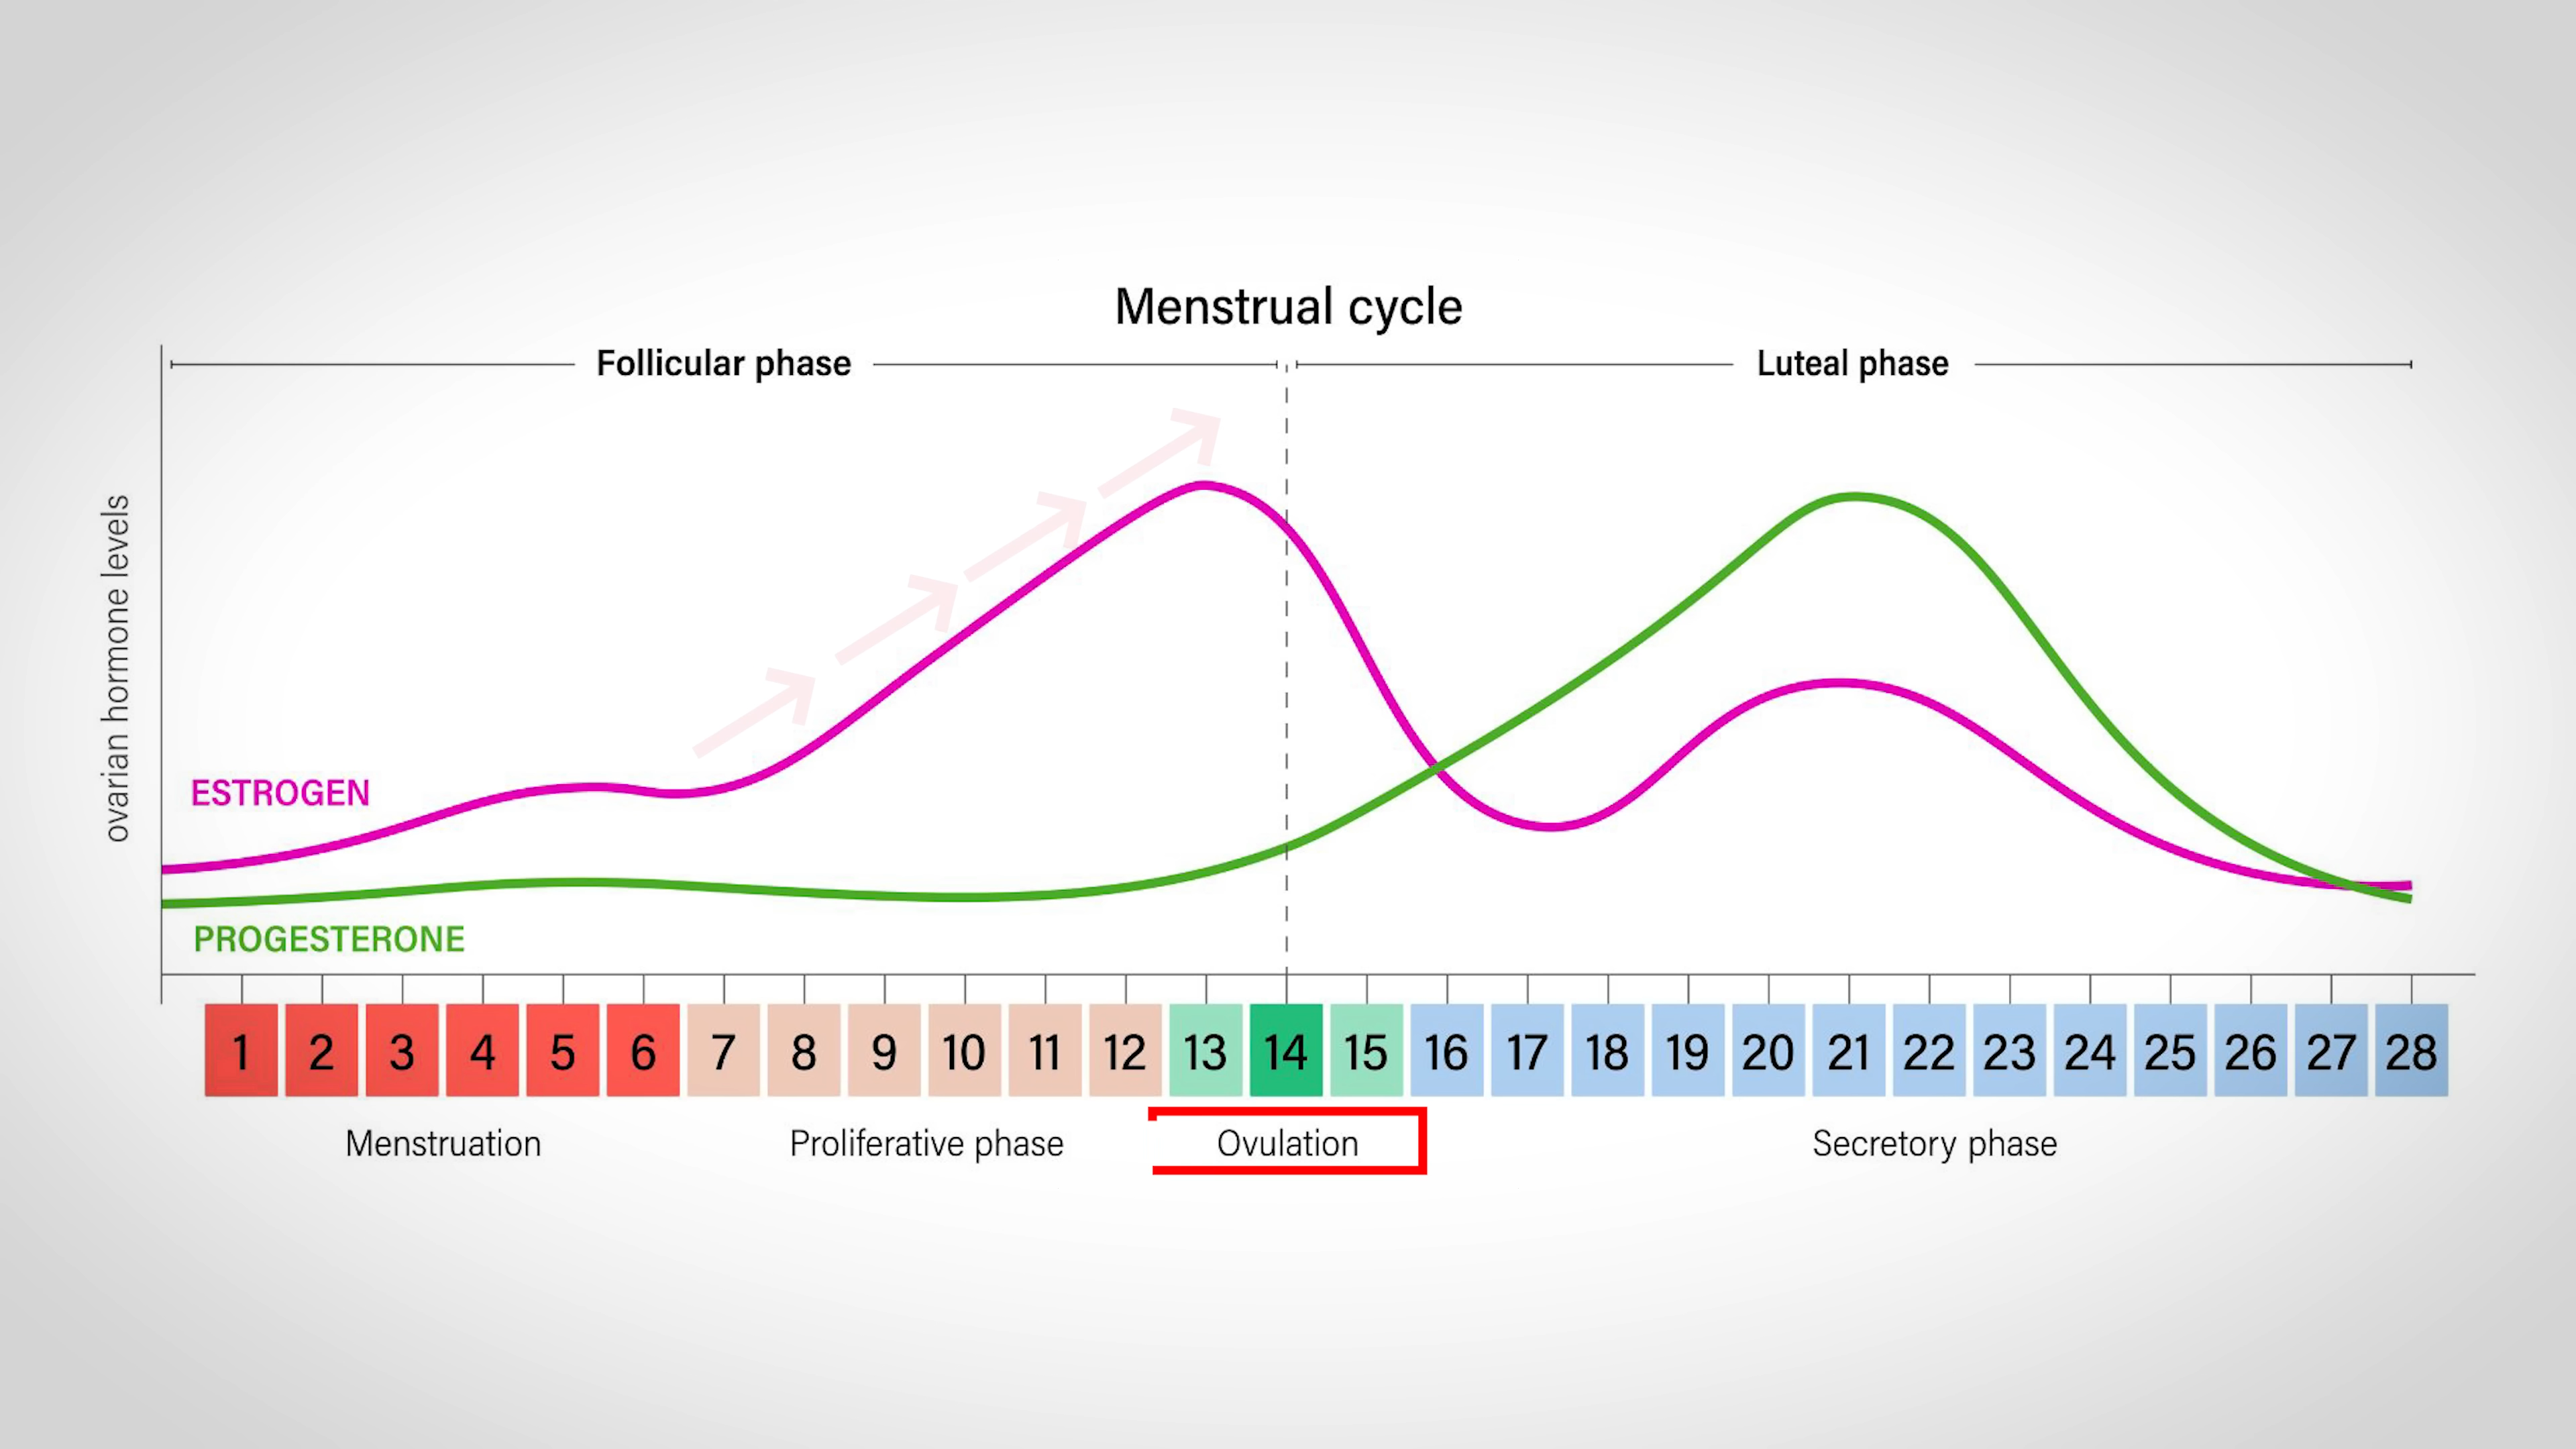 Menstrual cycle
Follicular phase
Luteal phase
ovarian hormone levels
ESTROGEN
PROGESTERONE
1 2 3 4 5 6 7 8 9 10 11 12 13 14 15 16 17 18 19 20 21 22 23 24 25 26 27 28
Menstruation
Proliferative phase
Ovulation
Secretory phase